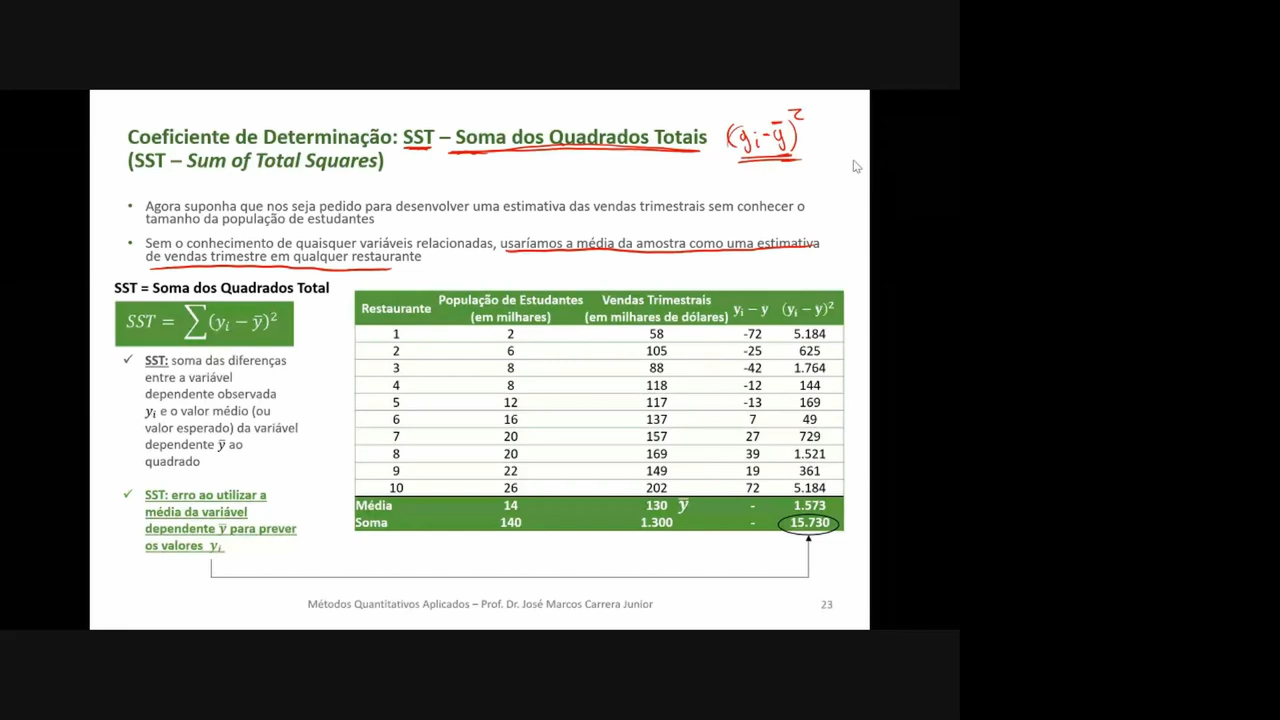 Coeficiente de Determinação: SST – Soma dos Quadrados Totais (yᵢ-ȳ)²
(SST – Sum of Total Squares)
• Agora suponha que nos seja pedido para desenvolver uma estimativa das vendas trimestrais sem conhecer o
tamanho da população de estudantes
• Sem o conhecimento de quaisquer variáveis relacionadas, usaríamos a média da amostra como uma estimativa
de vendas trimestre em qualquer restaurante
SST = Soma dos Quadrados Total
SST = ∑(yᵢ − ȳ)²
✓ SST: soma das diferenças
entre a variável
dependente observada
yᵢ e o valor médio (ou
valor esperado) da variável
dependente ȳ ao
quadrado
✓ SST: erro ao utilizar a
média da variável
dependente ȳ para prever
os valores yᵢ
Restaurante População de Estudantes (em milhares) Vendas Trimestrais (em milhares de dólares) yᵢ − y (yᵢ − y)²
1 2 58 -72 5.184
2 6 105 -25 625
3 8 88 -42 1.764
4 8 118 -12 144
5 12 117 -13 169
6 16 137 7 49
7 20 157 27 729
8 20 169 39 1.521
9 22 149 19 361
10 26 202 72 5.184
Média 14 130 ȳ - 1.573
Soma 140 1.300 - 15.730
Métodos Quantitativos Aplicados – Prof. Dr. José Marcos Carrera Junior 23